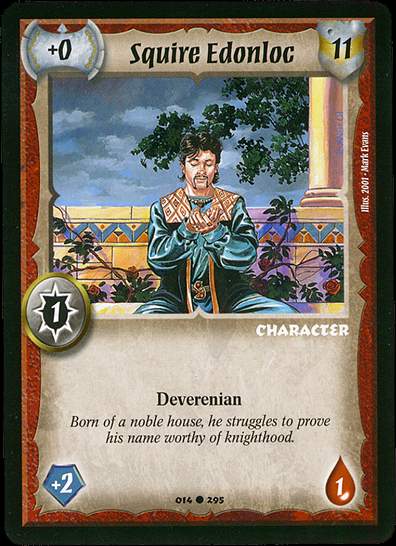 +0
Squire Edonloc
11
Illus. 2001 · Mark Evans
1
CHARACTER
Deverenian
Born of a noble house, he struggles to prove
his name worthy of knighthood.
+2
014 ● 295
1